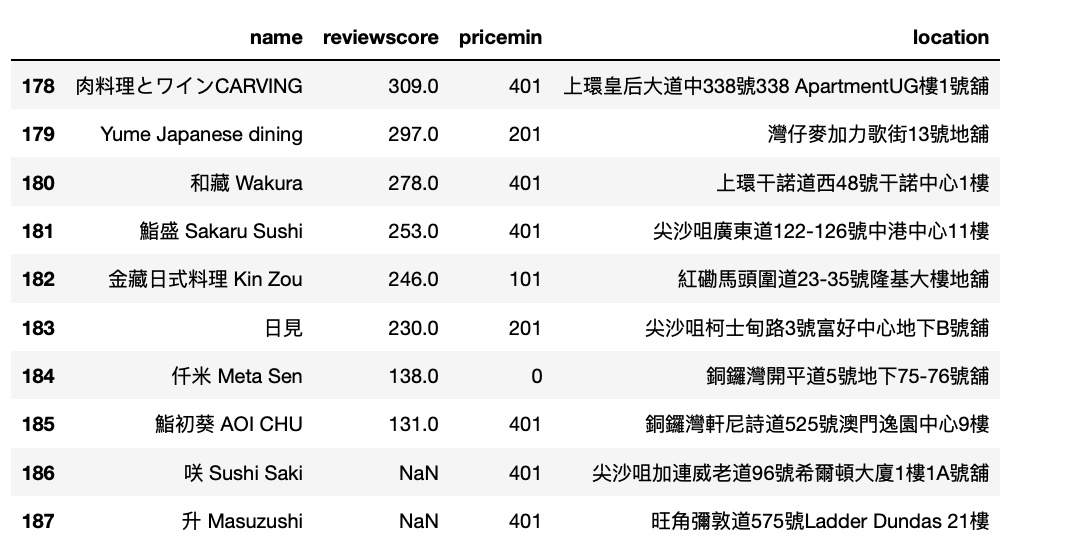 name reviewscore pricemin location
178 肉料理とワインCARVING 309.0 401 上環皇后大道中338號338 ApartmentUG樓1號舖
179 Yume Japanese dining 297.0 201 灣仔麥加力歌街13號地舖
180 和藏 Wakura 278.0 401 上環干諾道西48號干諾中心1樓
181 鮨盛 Sakaru Sushi 253.0 401 尖沙咀廣東道122-126號中港中心11樓
182 金藏日式料理 Kin Zou 246.0 101 紅磡馬頭圍道23-35號隆基大樓地舖
183 日見 230.0 201 尖沙咀柯士甸路3號富好中心地下B號舖
184 仟米 Meta Sen 138.0 0 銅鑼灣開平道5號地下75-76號舖
185 鮨初葵 AOI CHU 131.0 401 銅鑼灣軒尼詩道525號澳門逸園中心9樓
186 咲 Sushi Saki NaN 401 尖沙咀加連威老道96號希爾頓大廈1樓1A號舖
187 升 Masuzushi NaN 401 旺角彌敦道575號Ladder Dundas 21樓